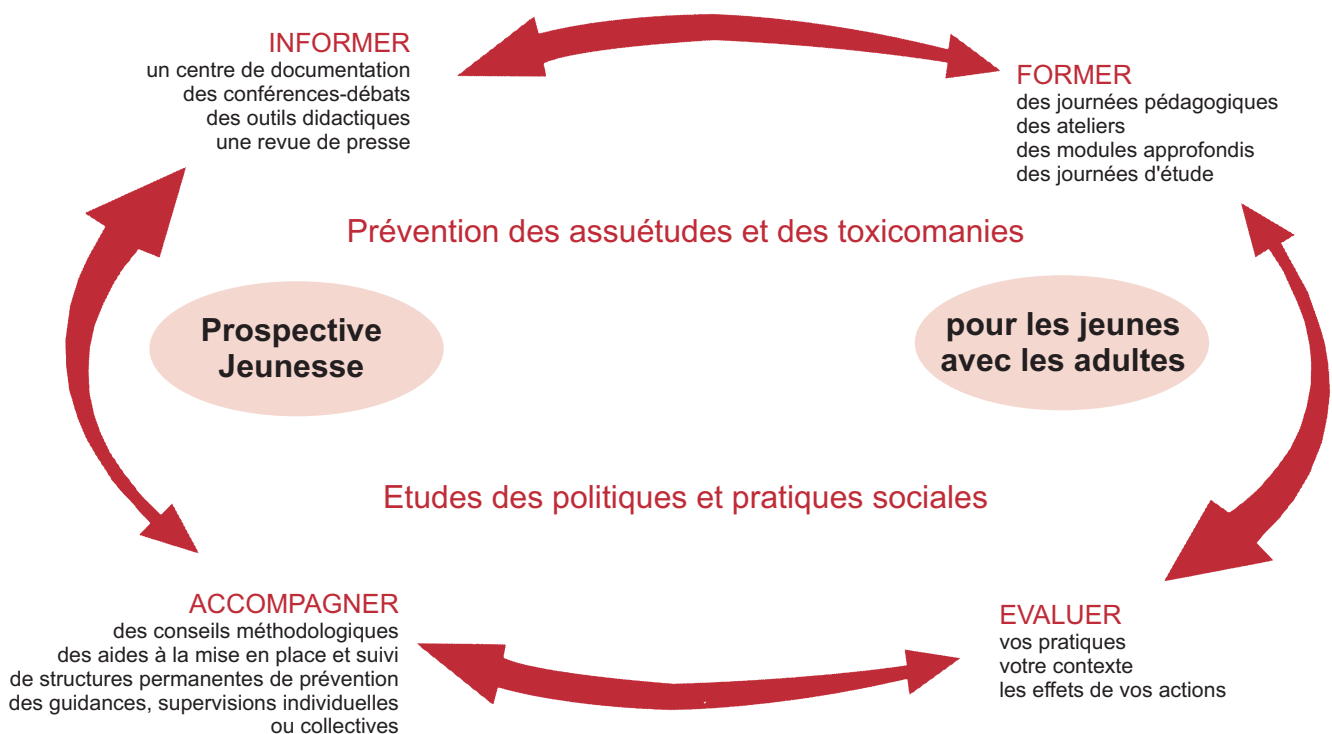 INFORMER
un centre de documentation
des conférences-débats
des outils didactiques
une revue de presse
FORMER
des journées pédagogiques
des ateliers
des modules approfondis
des journées d'étude
Prévention des assuétudes et des toxicomanies
Prospective
Jeunesse
pour les jeunes
avec les adultes
Etudes des politiques et pratiques sociales
ACCOMPAGNER
des conseils méthodologiques
des aides à la mise en place et suivi
de structures permanentes de prévention
des guidances, supervisions individuelles
ou collectives
EVALUER
vos pratiques
votre contexte
les effets de vos actions